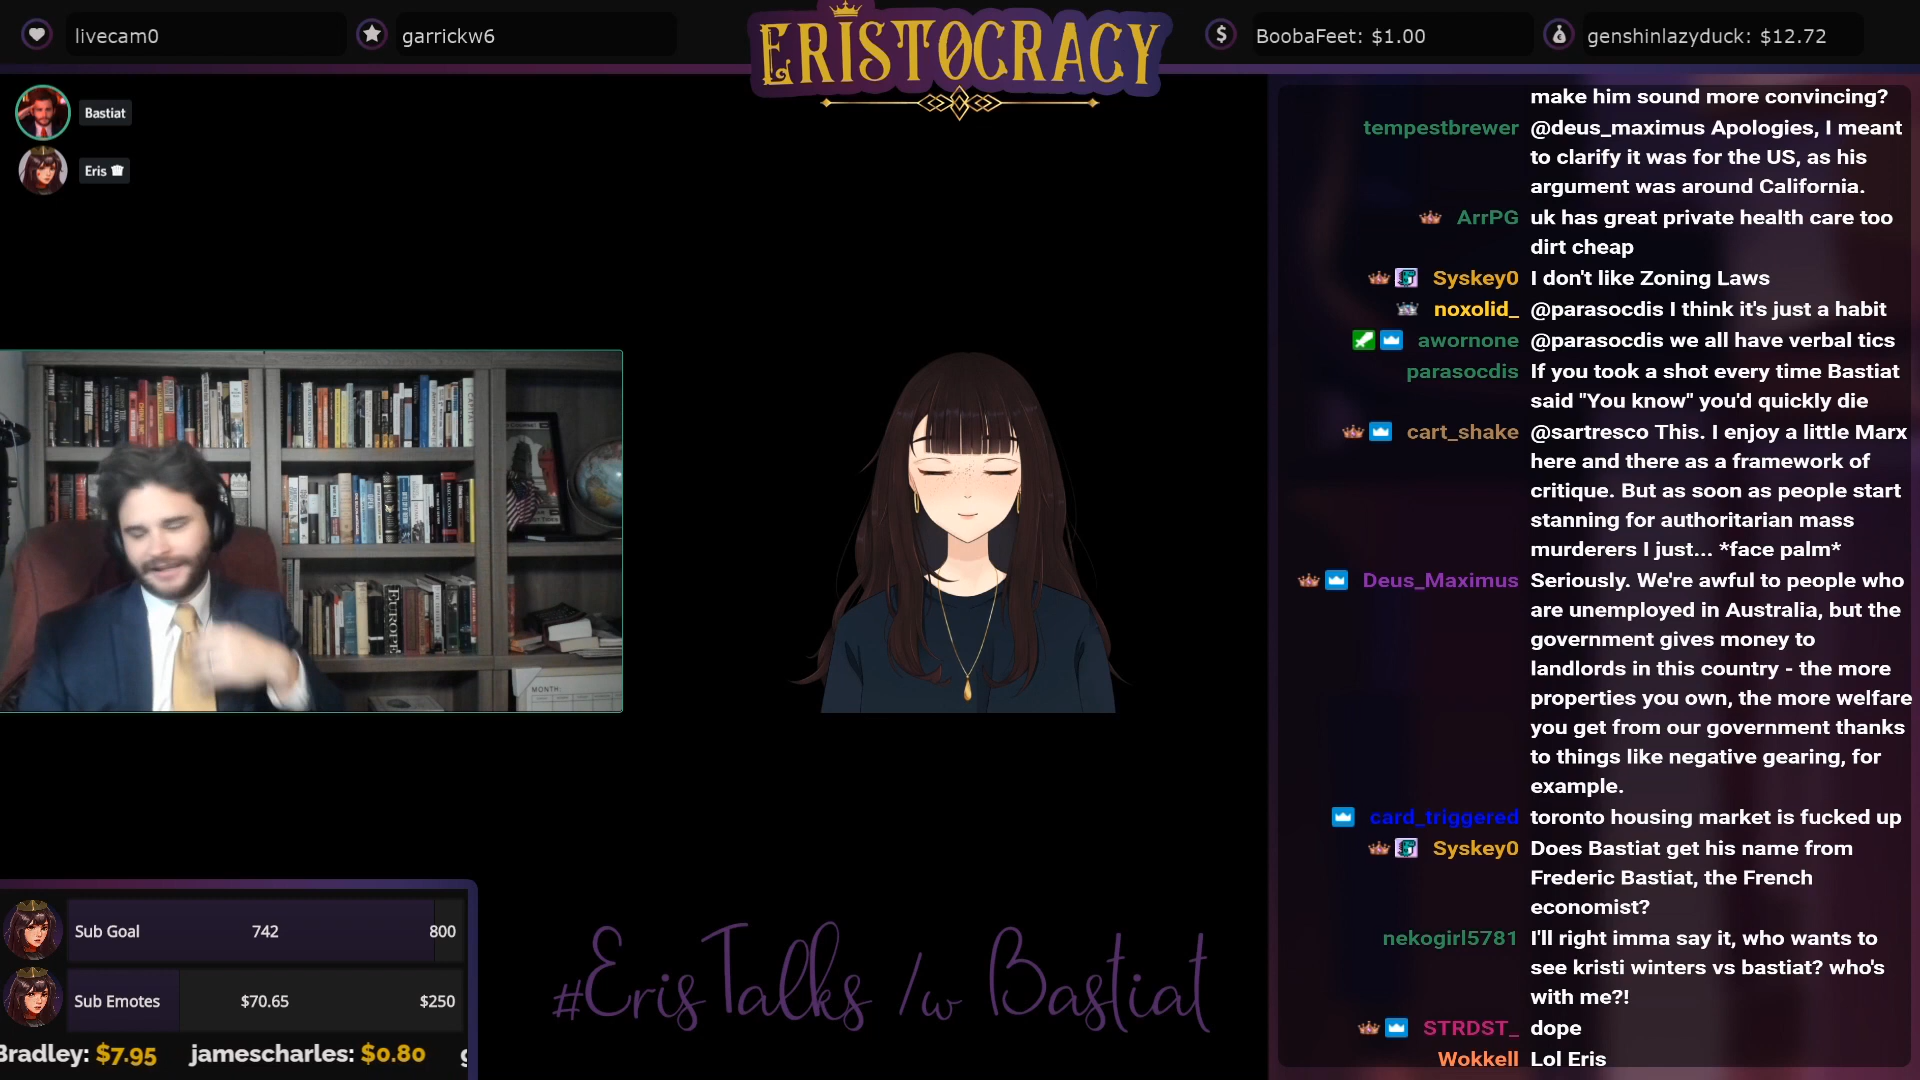 livecam0
garrickw6
ERISTOCRACY
BoobaFeet: $1.00
genshinlazyduck: $12.72
Bastiat
Eris
EUROPE
MONTH:
Sub Goal 742 800
Sub Emotes $70.65 $250
Bradley: $7.95 jamescharles: $0.80
#ErisTalks /w Bastiat
make him sound more convincing?
tempestbrewer @deus_maximus Apologies, I meant
to clarify it was for the US, as his
argument was around California.
ArrPG uk has great private health care too
dirt cheap
Syskey0 I don't like Zoning Laws
noxolid_ @parasocdis I think it's just a habit
awornone @parasocdis we all have verbal tics
parasocdis If you took a shot every time Bastiat
said "You know" you'd quickly die
cart_shake @sartresco This. I enjoy a little Marx
here and there as a framework of
critique. But as soon as people start
stanning for authoritarian mass
murderers I just... *face palm*
Deus_Maximus Seriously. We're awful to people who
are unemployed in Australia, but the
government gives money to
landlords in this country - the more
properties you own, the more welfare
you get from our government thanks
to things like negative gearing, for
example.
card_triggered toronto housing market is fucked up
Syskey0 Does Bastiat get his name from
Frederic Bastiat, the French
economist?
nekogirl5781 I'll right imma say it, who wants to
see kristi winters vs bastiat? who's
with me?!
STRDST_ dope
Wokkell Lol Eris